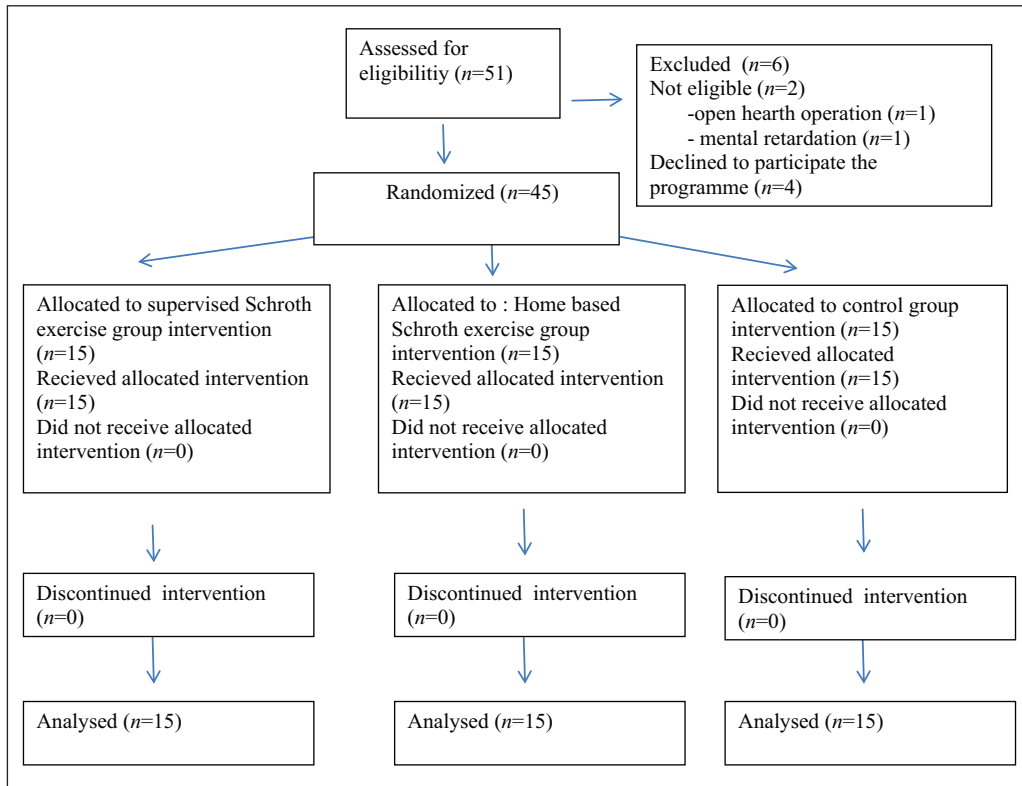 Assessed for
eligibilitiy (n=51)
Excluded (n=6)
Not eligible (n=2)
-open hearth operation (n=1)
- mental retardation (n=1)
Declined to participate the
programme (n=4)
Randomized (n=45)
Allocated to supervised Schroth
exercise group intervention
(n=15)
Recieved allocated intervention
(n=15)
Did not receive allocated
intervention (n=0)
Allocated to : Home based
Schroth exercise group
intervention (n=15)
Recieved allocated intervention
(n=15)
Did not receive allocated
intervention (n=0)
Allocated to control group
intervention (n=15)
Recieved allocated
intervention (n=15)
Did not receive allocated
intervention (n=0)
Discontinued intervention
(n=0)
Discontinued intervention
(n=0)
Discontinued intervention
(n=0)
Analysed (n=15)
Analysed (n=15)
Analysed (n=15)